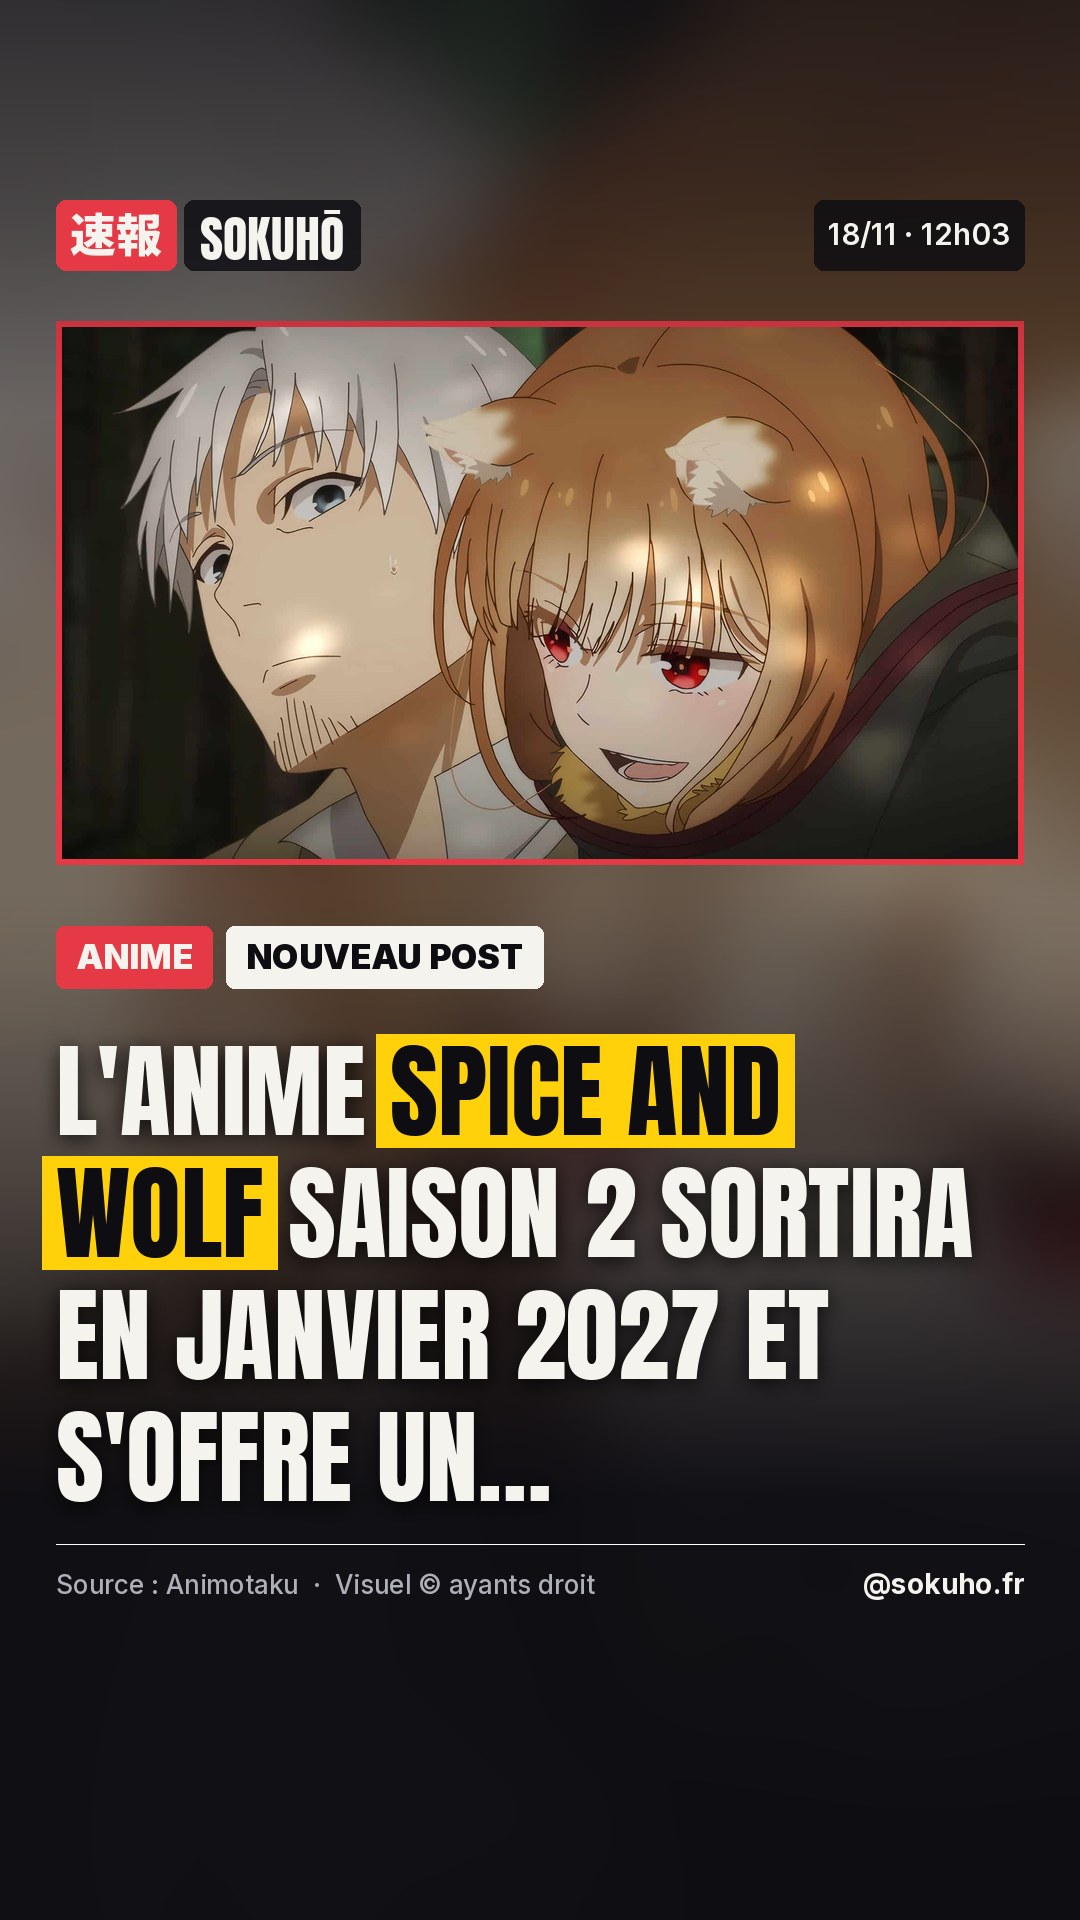 速報 SOKUHŌ
18/11 · 12h03
ANIME NOUVEAU POST
L'ANIME SPICE AND
WOLF SAISON 2 SORTIRA
EN JANVIER 2027 ET
S'OFFRE UN...
Source : Animotaku · Visuel © ayants droit
@sokuho.fr